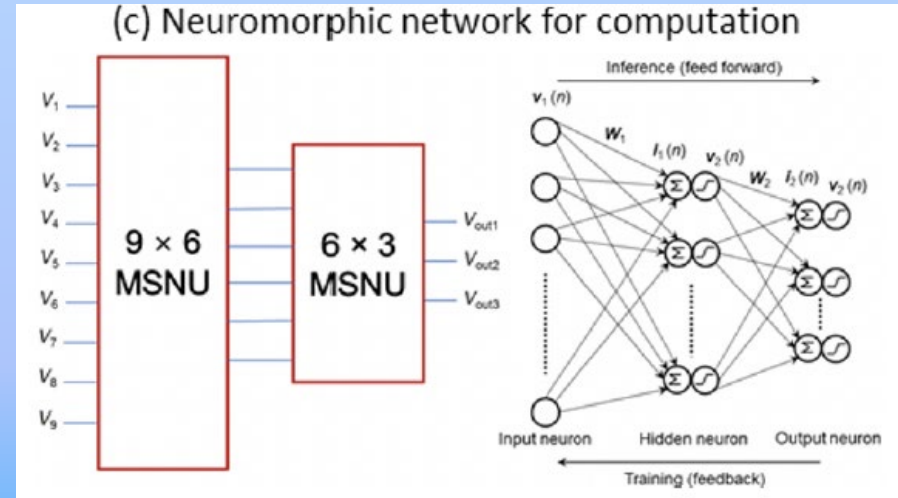 (c) Neuromorphic network for computation
V1
V2
V3
V4
V5
V6
V7
V8
V9
9 × 6
MSNU
6 × 3
MSNU
Vout1
Vout2
Vout3
Inference (feed forward)
v1 (n)
W1
I1 (n)
v2 (n)
W2
I2 (n)
v2 (n)
Σ
Σ
Σ
Σ
Σ
Σ
Input neuron
Hidden neuron
Output neuron
Training (feedback)